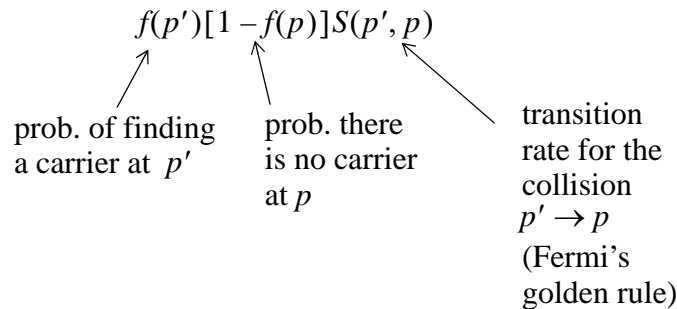 f(p′)[1 – f(p)]S(p′, p)
prob. of finding
a carrier at p′
prob. there
is no carrier
at p
transition
rate for the
collision
p′ → p
(Fermi's
golden rule)